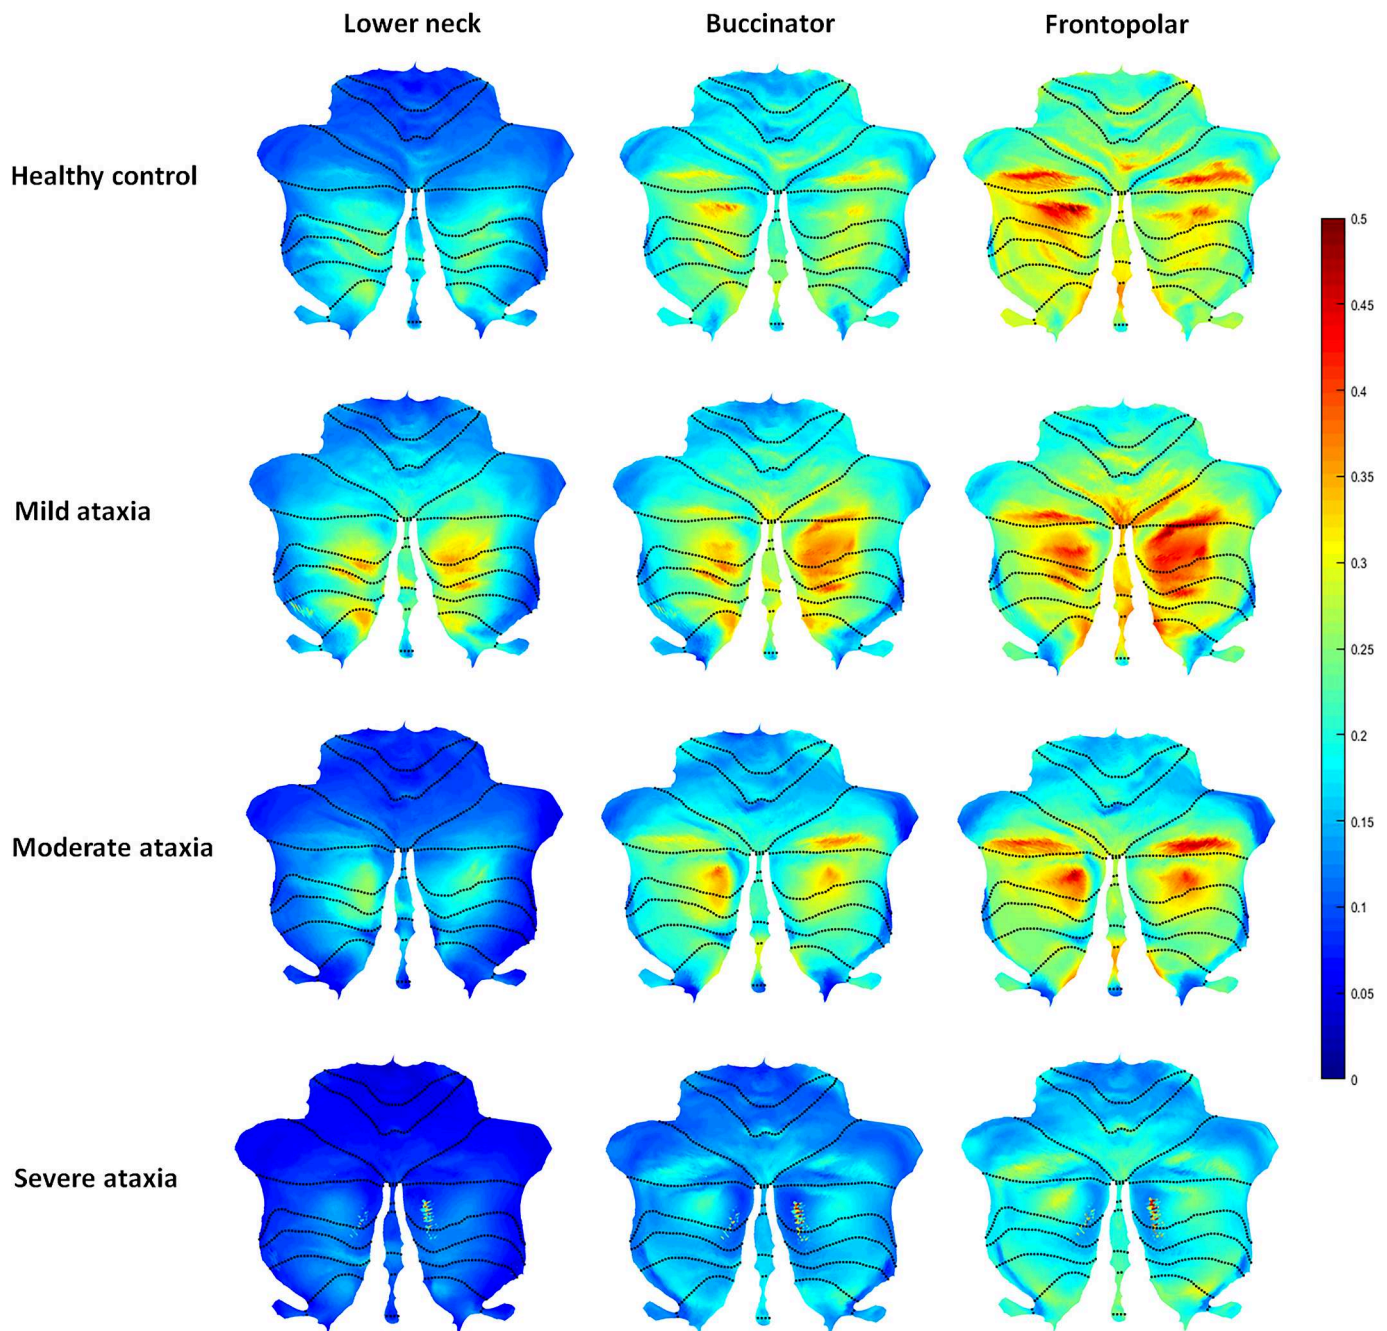 Lower neck
Buccinator
Frontopolar
Healthy control
Mild ataxia
Moderate ataxia
Severe ataxia
0.5
0.45
0.4
0.35
0.3
0.25
0.2
0.15
0.1
0.05
0